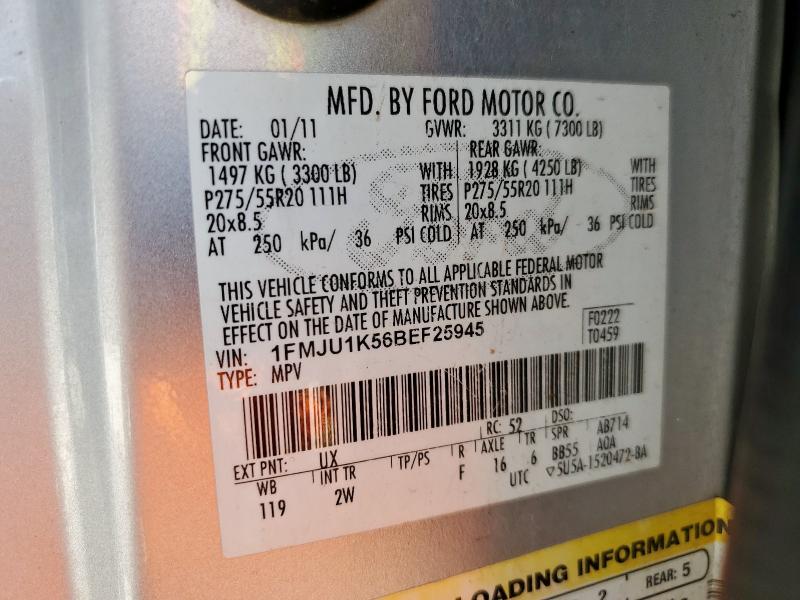 MFD. BY FORD MOTOR CO.
DATE: 01/11 GVWR: 3311 KG ( 7300 LB)
FRONT GAWR: REAR GAWR:
1497 KG ( 3300 LB) WITH 1928 KG ( 4250 LB) WITH
P275/55R20 111H TIRES P275/55R20 111H TIRES
20x8.5 RIMS 20x8.5 RIMS
AT 250 kPa/ 36 PSI COLD AT 250 kPa/ 36 PSI COLD
THIS VEHICLE CONFORMS TO ALL APPLICABLE FEDERAL MOTOR
VEHICLE SAFETY AND THEFT PREVENTION STANDARDS IN
EFFECT ON THE DATE OF MANUFACTURE SHOWN ABOVE.
VIN: 1FMJU1K56BEF25945 F0222
TYPE: MPV T0459
RC: 52 DSO:
EXT PNT: UX AXLE TR SPR AB714
WB INT TR TP/PS R 16 6 BB55 AQA
119 2W F UTC ▽5U5A-1520472-BA
LOADING INFORMATION
2 REAR: 5